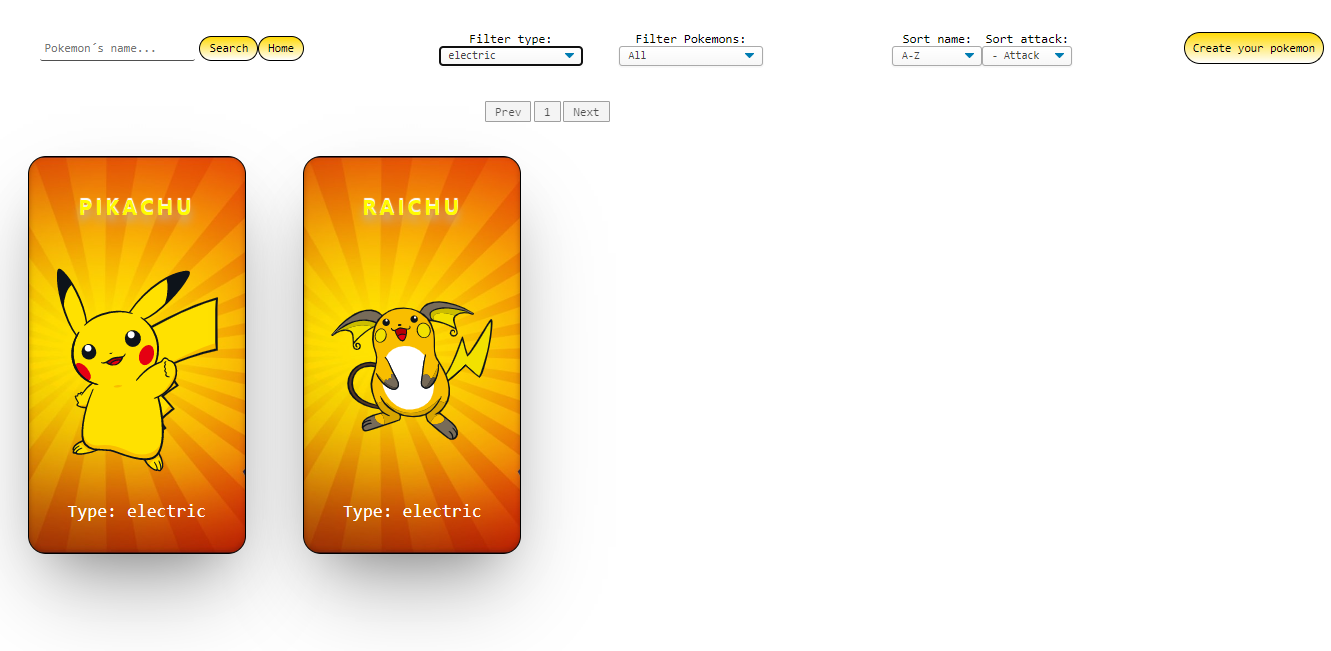 Filter type: Filter Pokemons: Sort name: Sort attack:
Pokemon´s name... Search Home electric All A-Z - Attack Create your pokemon
Prev 1 Next
PIKACHU RAICHU
Type: electric Type: electric